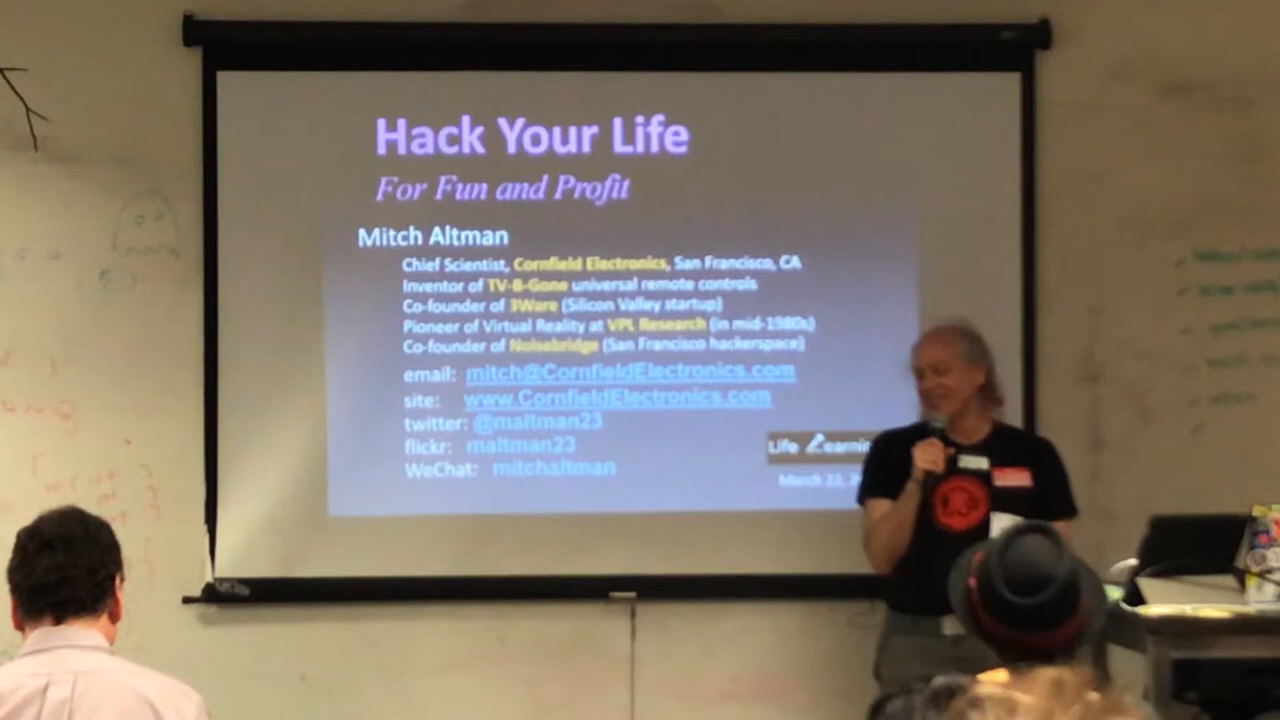 Hack Your Life
For Fun and Profit
Mitch Altman
Chief Scientist, Cornfield Electronics, San Francisco, CA
Inventor of TV-B-Gone universal remote controls
Co-founder of 3Ware (Silicon Valley startup)
Pioneer of Virtual Reality at VPL Research (in mid-1980s)
Co-founder of Noisebridge (San Francisco hackerspace)
email: mitch@CornfieldElectronics.com
site: www.CornfieldElectronics.com
twitter: @maltman23
flickr: maltman23
WeChat: mitchaltman
Life Learnin
March